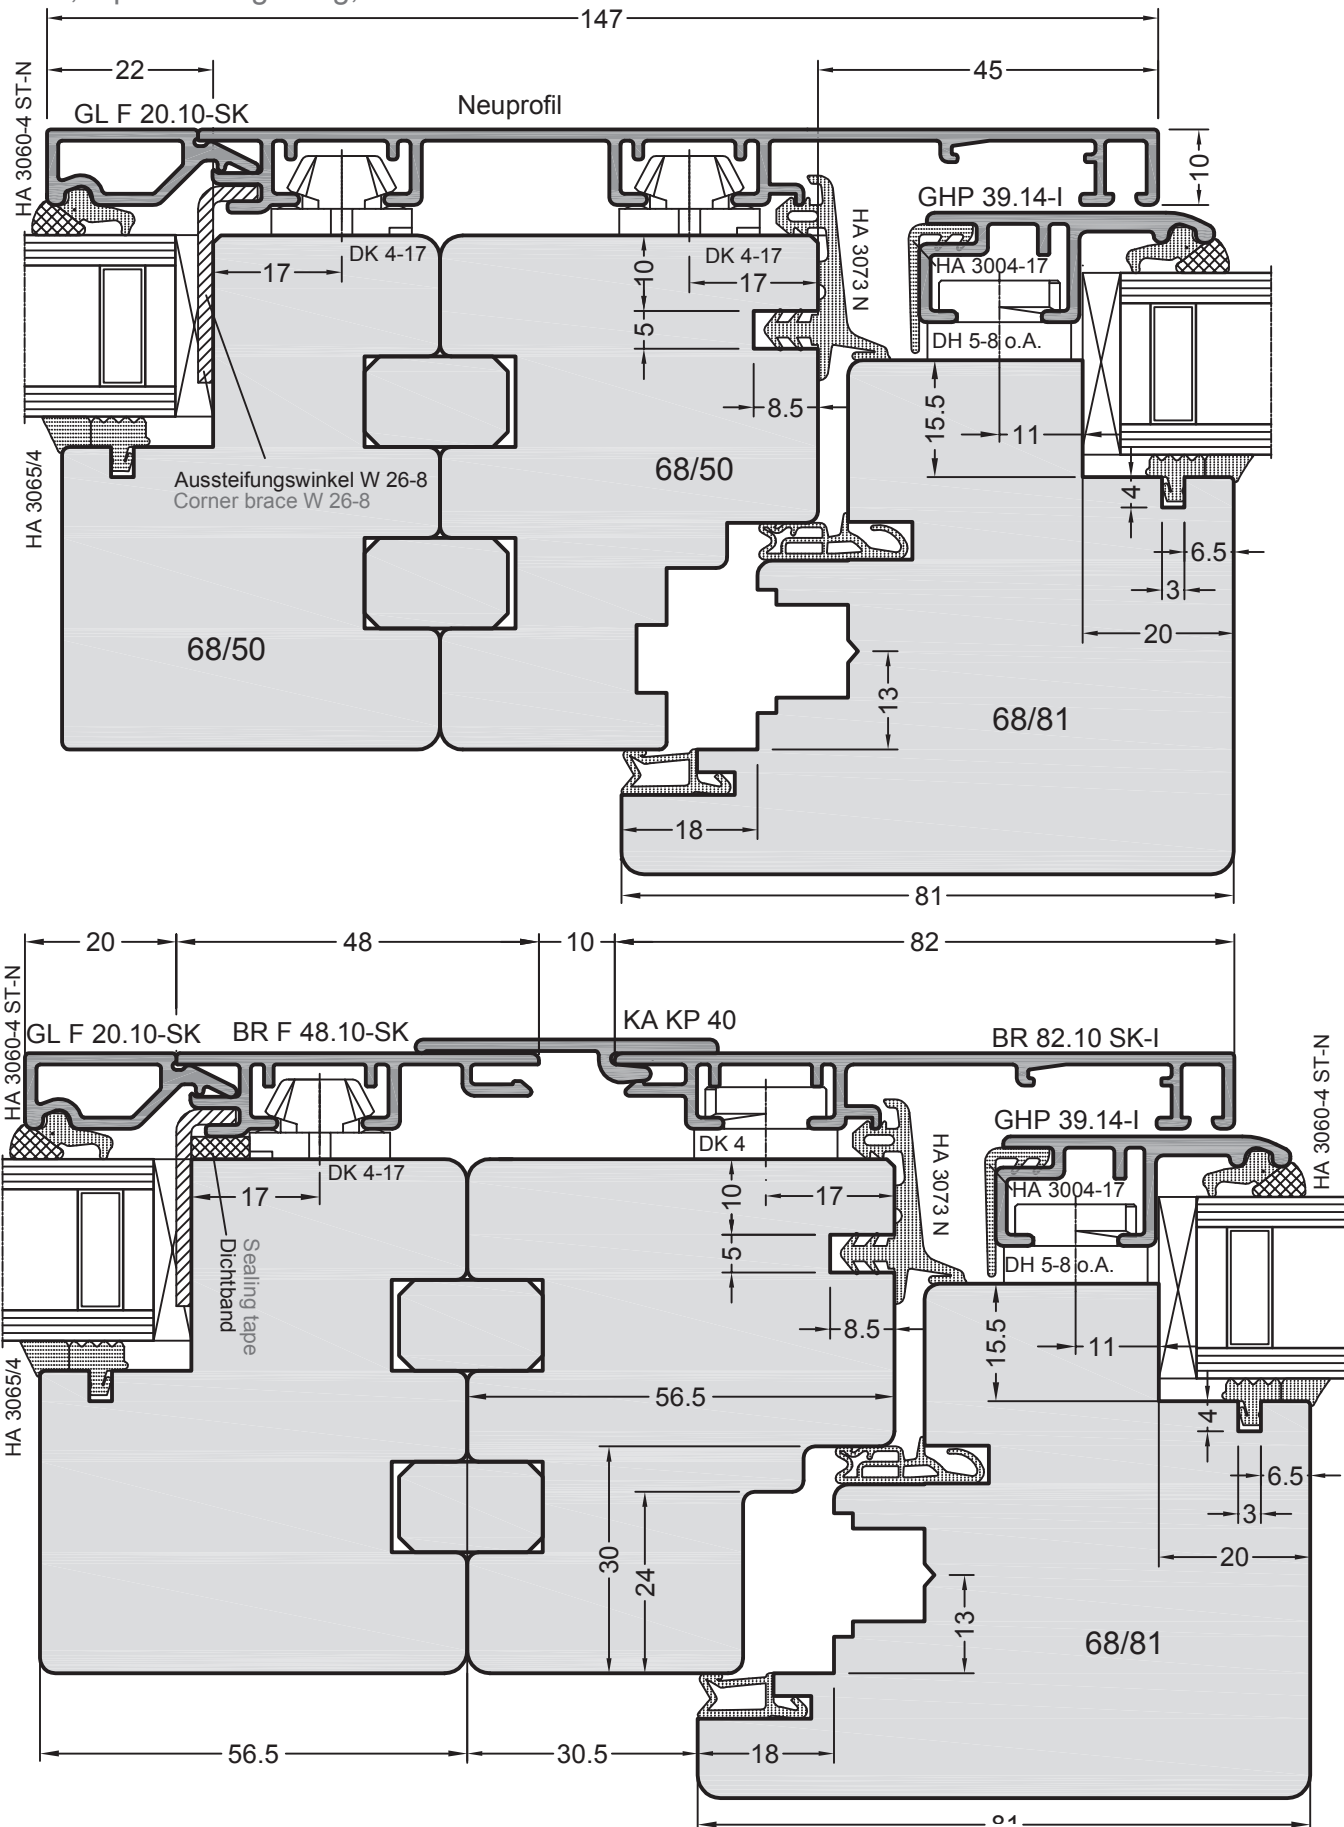 147
22
45
HA 3060-4 ST-N
GL F 20.10-SK
Neuprofil
10
GHP 39.14-I
HA 3073 N
DK 4-17
DK 4-17
HA 3004-17
17
10
17
5
DH 5-8 o.A.
8.5
15.5
11
HA 3065/4
Aussteifungswinkel W 26-8
Corner brace W 26-8
68/50
4
6.5
3
20
68/50
13
68/81
18
81
20
48
10
82
HA 3060-4 ST-N
GL F 20.10-SK
BR F 48.10-SK
KA KP 40
BR 82.10 SK-I
HA 3060-4 ST-N
GHP 39.14-I
DK 4-17
DK 4
HA 3073 N
HA 3004-17
17
10
17
5
Sealing tape
Dichtband
DH 5-8 o.A.
8.5
15.5
11
HA 3065/4
56.5
4
6.5
3
20
30
24
13
68/81
56.5
30.5
18
81